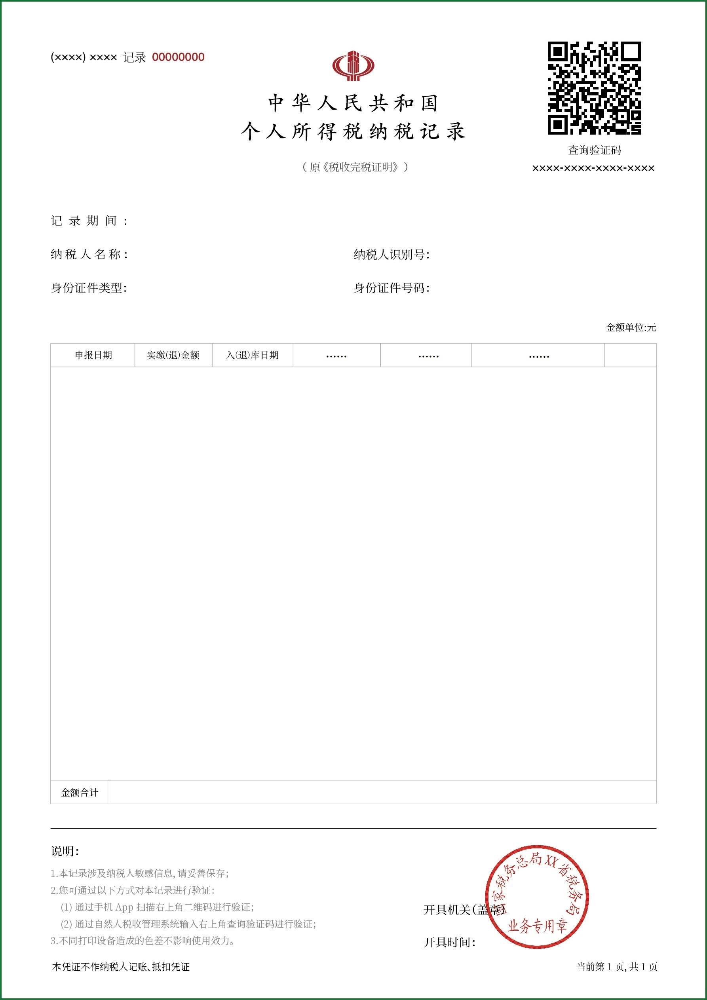 (××××) ×××× 记录 00000000
中华人民共和国
个人所得税纳税记录
（原《税收完税证明》）
查询验证码
××××-××××-××××-××××
记录期间：
纳税人名称：
纳税人识别号：
身份证件类型：
身份证件号码：
金额单位:元
申报日期 实缴(退)金额 入(退)库日期 …… …… ……
金额合计
说明：
1.本记录涉及纳税人敏感信息，请妥善保存；
2.您可通过以下方式对本记录进行验证：
(1) 通过手机 App 扫描右上角二维码进行验证；
(2) 通过自然人税收管理系统输入右上角查询验证码进行验证；
3.不同打印设备造成的色差不影响使用效力。
开具机关（盖章）
国家税务总局XX省税务局
业务专用章
开具时间：
本凭证不作纳税人记账、抵扣凭证
当前第 1 页，共 1 页